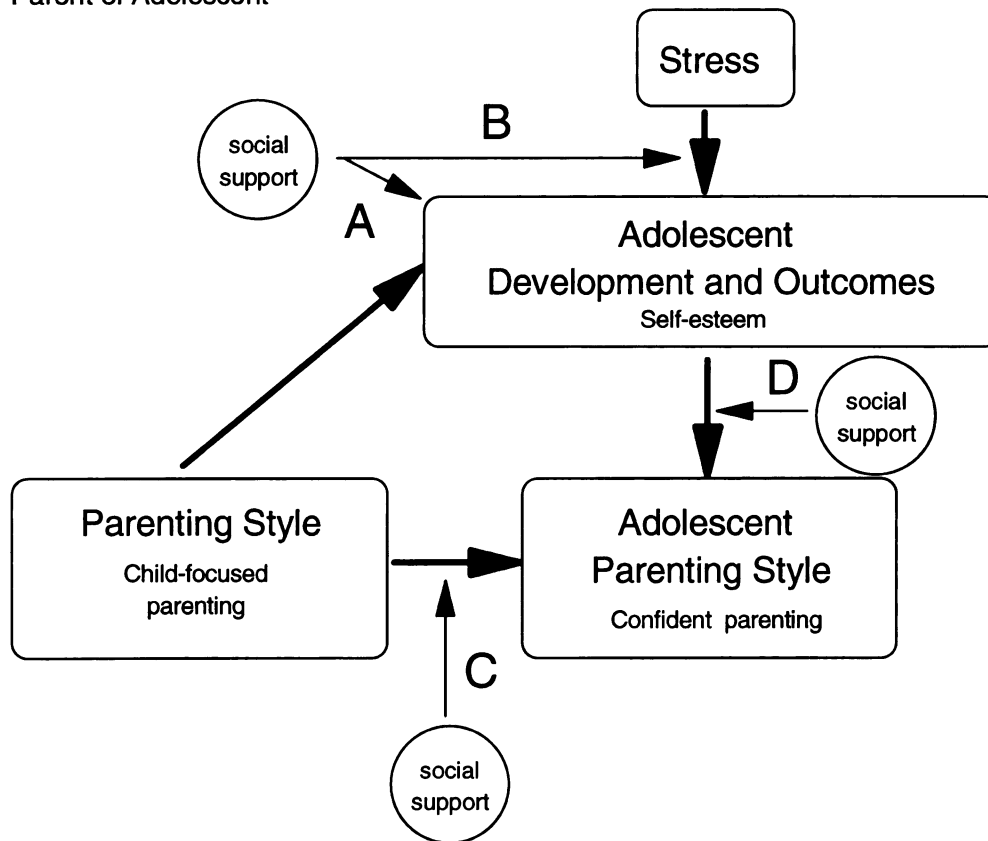 Parent of Adolescent
Stress
B
social
support
A
Adolescent
Development and Outcomes
Self-esteem
D
social
support
Parenting Style
Child-focused
parenting
Adolescent
Parenting Style
Confident parenting
C
social
support